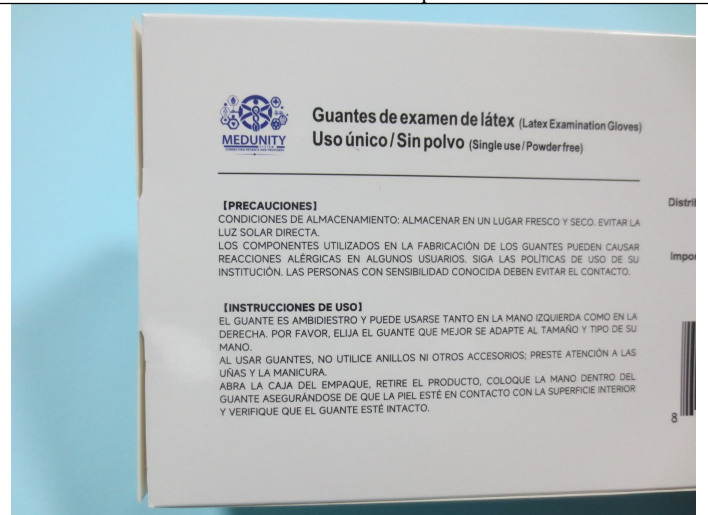 MEDUNITY
Guantes de examen de látex (Latex Examination Gloves)
Uso único / Sin polvo (Single use / Powder free)
[PRECAUCIONES]
CONDICIONES DE ALMACENAMIENTO: ALMACENAR EN UN LUGAR FRESCO Y SECO. EVITAR LA
LUZ SOLAR DIRECTA.
LOS COMPONENTES UTILIZADOS EN LA FABRICACIÓN DE LOS GUANTES PUEDEN CAUSAR
REACCIONES ALÉRGICAS EN ALGUNOS USUARIOS. SIGA LAS POLÍTICAS DE USO DE SU
INSTITUCIÓN. LAS PERSONAS CON SENSIBILIDAD CONOCIDA DEBEN EVITAR EL CONTACTO.
[INSTRUCCIONES DE USO]
EL GUANTE ES AMBIDIESTRO Y PUEDE USARSE TANTO EN LA MANO IZQUIERDA COMO EN LA
DERECHA. POR FAVOR, ELIJA EL GUANTE QUE MEJOR SE ADAPTE AL TAMAÑO Y TIPO DE SU
MANO.
AL USAR GUANTES, NO UTILICE ANILLOS NI OTROS ACCESORIOS; PRESTE ATENCIÓN A LAS
UÑAS Y LA MANICURA.
ABRA LA CAJA DEL EMPAQUE, RETIRE EL PRODUCTO, COLOQUE LA MANO DENTRO DEL
GUANTE ASEGURÁNDOSE DE QUE LA PIEL ESTÉ EN CONTACTO CON LA SUPERFICIE INTERIOR
Y VERIFIQUE QUE EL GUANTE ESTÉ INTACTO.
Distri
Impor
8